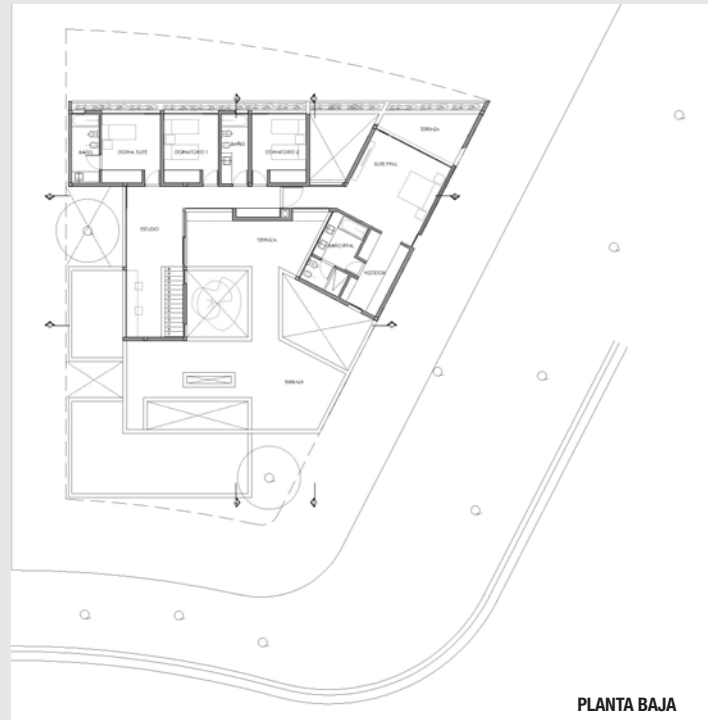 TERRAZA
BAÑO
DORM. SUITE
DORMITORIO 1
BAÑO
DORMITORIO 2
SUITE PPAL
ESTUDIO
TERRAZA
BAÑO PPAL
VESTIDOR
TERRAZA
PLANTA BAJA